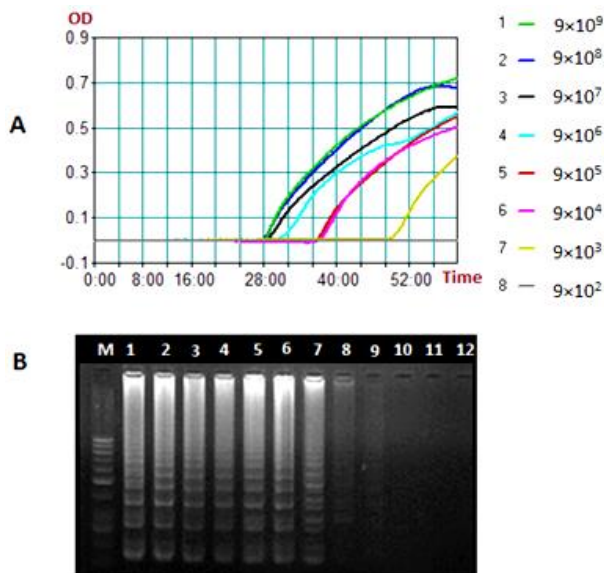 OD
A
0.9
0.7
0.5
0.3
0.1
-0.1
0:00 8:00 16:00 28:00 40:00 52:00 Time
1 9×10⁹
2 9×10⁸
3 9×10⁷
4 9×10⁶
5 9×10⁵
6 9×10⁴
7 9×10³
8 9×10²
B
M 1 2 3 4 5 6 7 8 9 10 11 12